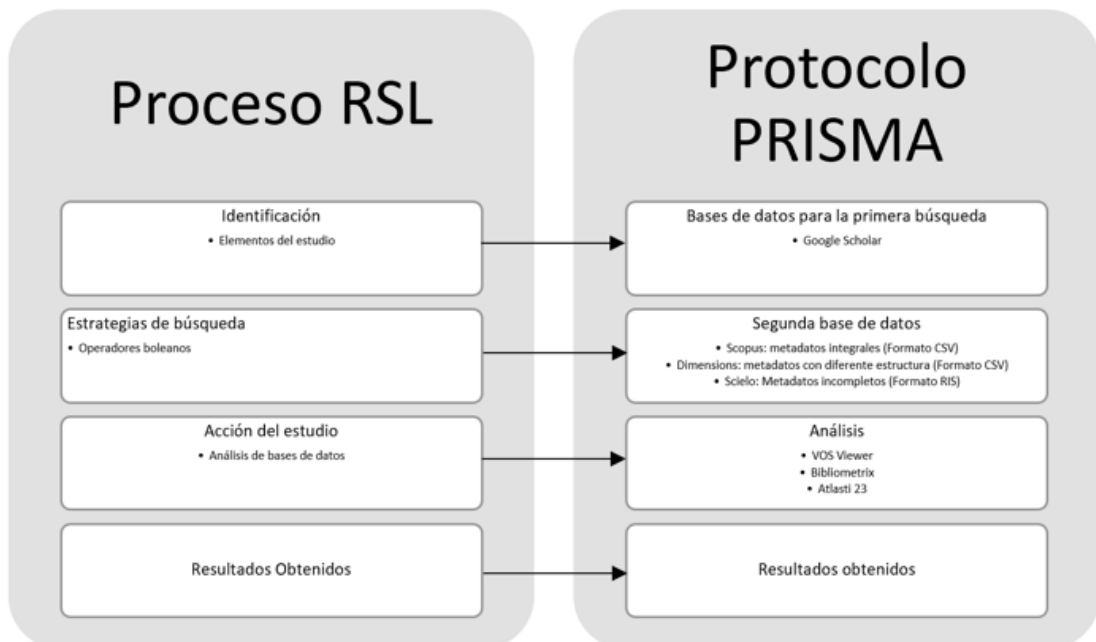 Proceso RSL
Identificación
• Elementos del estudio
Estrategias de búsqueda
• Operadores boleanos
Acción del estudio
• Análisis de bases de datos
Resultados Obtenidos
Protocolo
PRISMA
Bases de datos para la primera búsqueda
• Google Scholar
Segunda base de datos
• Scopus: metadatos integrales (Formato CSV)
• Dimensions: metadatos con diferente estructura (Formato CSV)
• Scielo: Metadatos incompletos (Formato RIS)
Análisis
• VOS Viewer
• Bibliometrix
• Atlasti 23
Resultados obtenidos